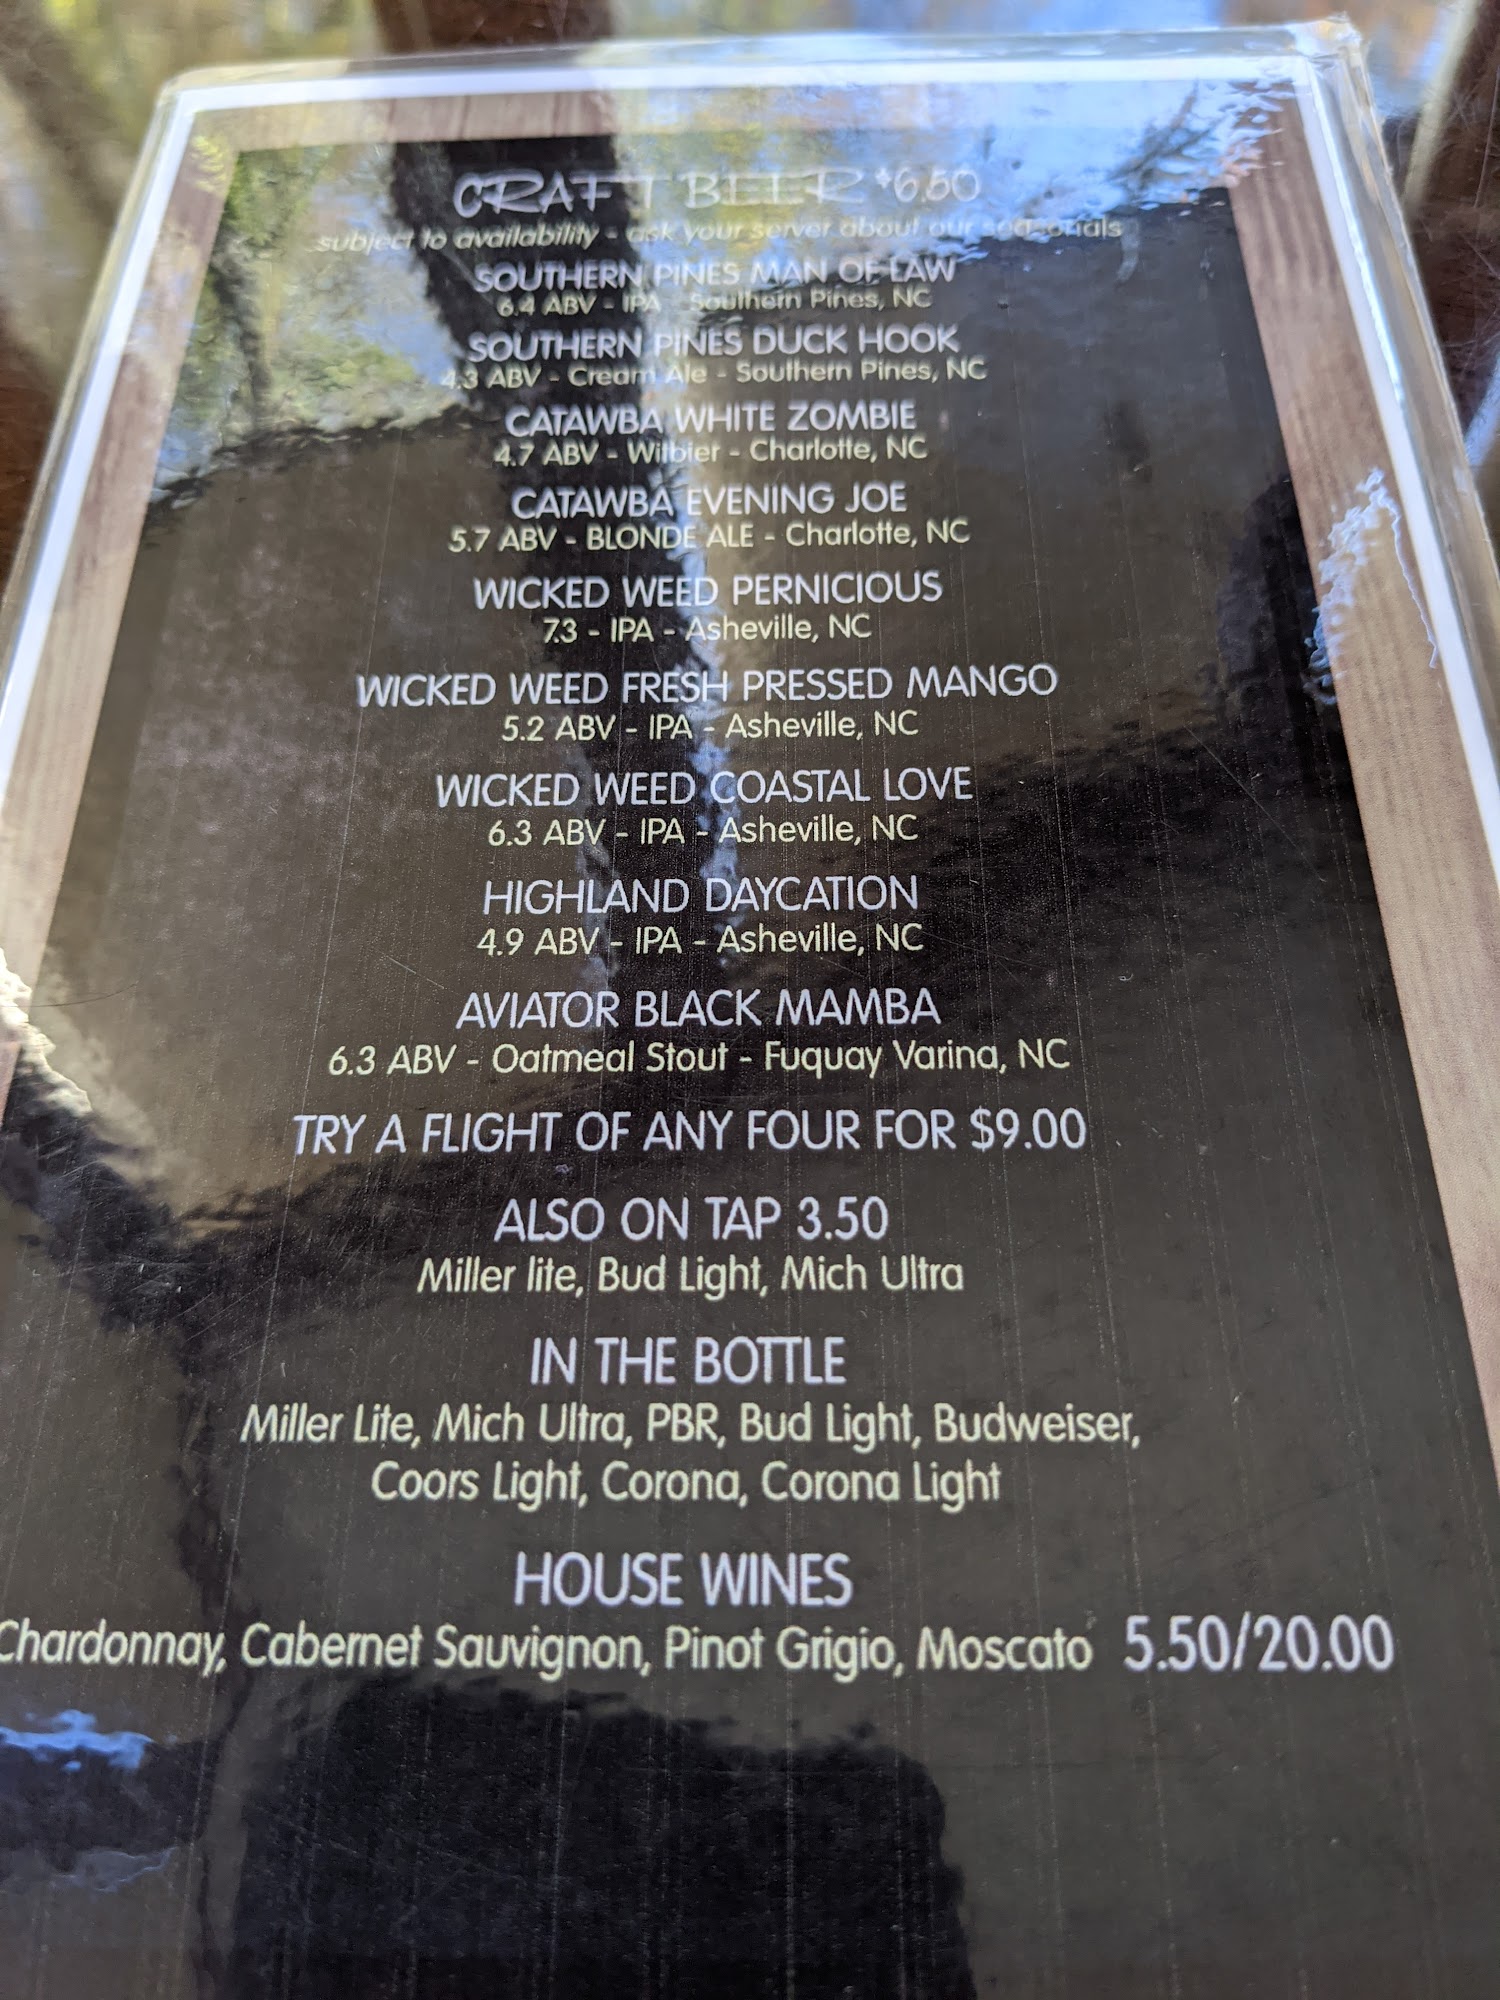 CRAFT BEER $6.50
subject to availability - ask your server about our seasonals
SOUTHERN PINES MAN OF LAW
6.4 ABV - IPA - Southern Pines, NC
SOUTHERN PINES DUCK HOOK
4.3 ABV - Cream Ale - Southern Pines, NC
CATAWBA WHITE ZOMBIE
4.7 ABV - Witbier - Charlotte, NC
CATAWBA EVENING JOE
5.7 ABV - BLONDE ALE - Charlotte, NC
WICKED WEED PERNICIOUS
7.3 - IPA - Asheville, NC
WICKED WEED FRESH PRESSED MANGO
5.2 ABV - IPA - Asheville, NC
WICKED WEED COASTAL LOVE
6.3 ABV - IPA - Asheville, NC
HIGHLAND DAYCATION
4.9 ABV - IPA - Asheville, NC
AVIATOR BLACK MAMBA
6.3 ABV - Oatmeal Stout - Fuquay Varina, NC
TRY A FLIGHT OF ANY FOUR FOR $9.00
ALSO ON TAP 3.50
Miller lite, Bud Light, Mich Ultra
IN THE BOTTLE
Miller Lite, Mich Ultra, PBR, Bud Light, Budweiser,
Coors Light, Corona, Corona Light
HOUSE WINES
Chardonnay, Cabernet Sauvignon, Pinot Grigio, Moscato 5.50/20.00